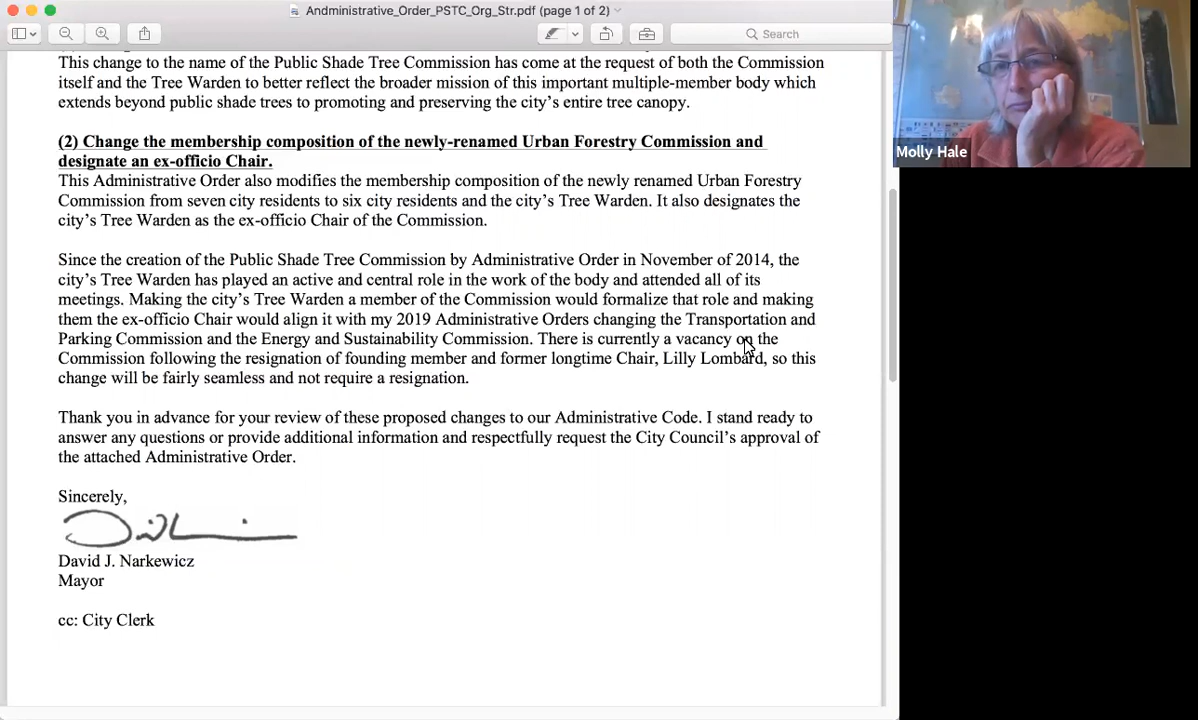 Andministrative_Order_PSTC_Org_Str.pdf (page 1 of 2)
Search
This change to the name of the Public Shade Tree Commission has come at the request of both the Commission
itself and the Tree Warden to better reflect the broader mission of this important multiple-member body which
extends beyond public shade trees to promoting and preserving the city's entire tree canopy.
(2) Change the membership composition of the newly-renamed Urban Forestry Commission and
designate an ex-officio Chair.
This Administrative Order also modifies the membership composition of the newly renamed Urban Forestry
Commission from seven city residents to six city residents and the city's Tree Warden. It also designates the
city's Tree Warden as the ex-officio Chair of the Commission.
Since the creation of the Public Shade Tree Commission by Administrative Order in November of 2014, the
city's Tree Warden has played an active and central role in the work of the body and attended all of its
meetings. Making the city's Tree Warden a member of the Commission would formalize that role and making
them the ex-officio Chair would align it with my 2019 Administrative Orders changing the Transportation and
Parking Commission and the Energy and Sustainability Commission. There is currently a vacancy on the
Commission following the resignation of founding member and former longtime Chair, Lilly Lombard, so this
change will be fairly seamless and not require a resignation.
Thank you in advance for your review of these proposed changes to our Administrative Code. I stand ready to
answer any questions or provide additional information and respectfully request the City Council's approval of
the attached Administrative Order.
Sincerely,
David J. Narkewicz
Mayor
cc: City Clerk
Molly Hale